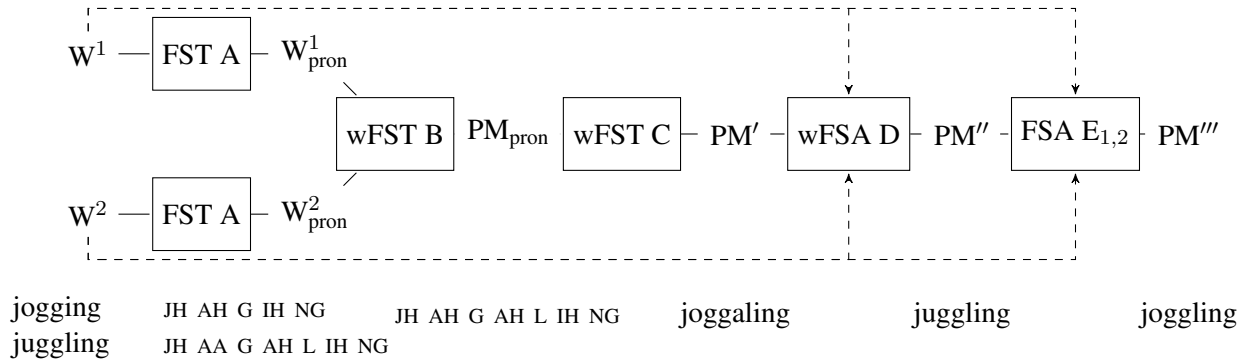 W¹ FST A W¹pron
wFST B PMpron wFST C PM′ wFSA D PM″ FSA E1,2 PM‴
W² FST A W²pron
jogging JH AH G IH NG JH AH G AH L IH NG joggaling juggling joggling
juggling JH AA G AH L IH NG